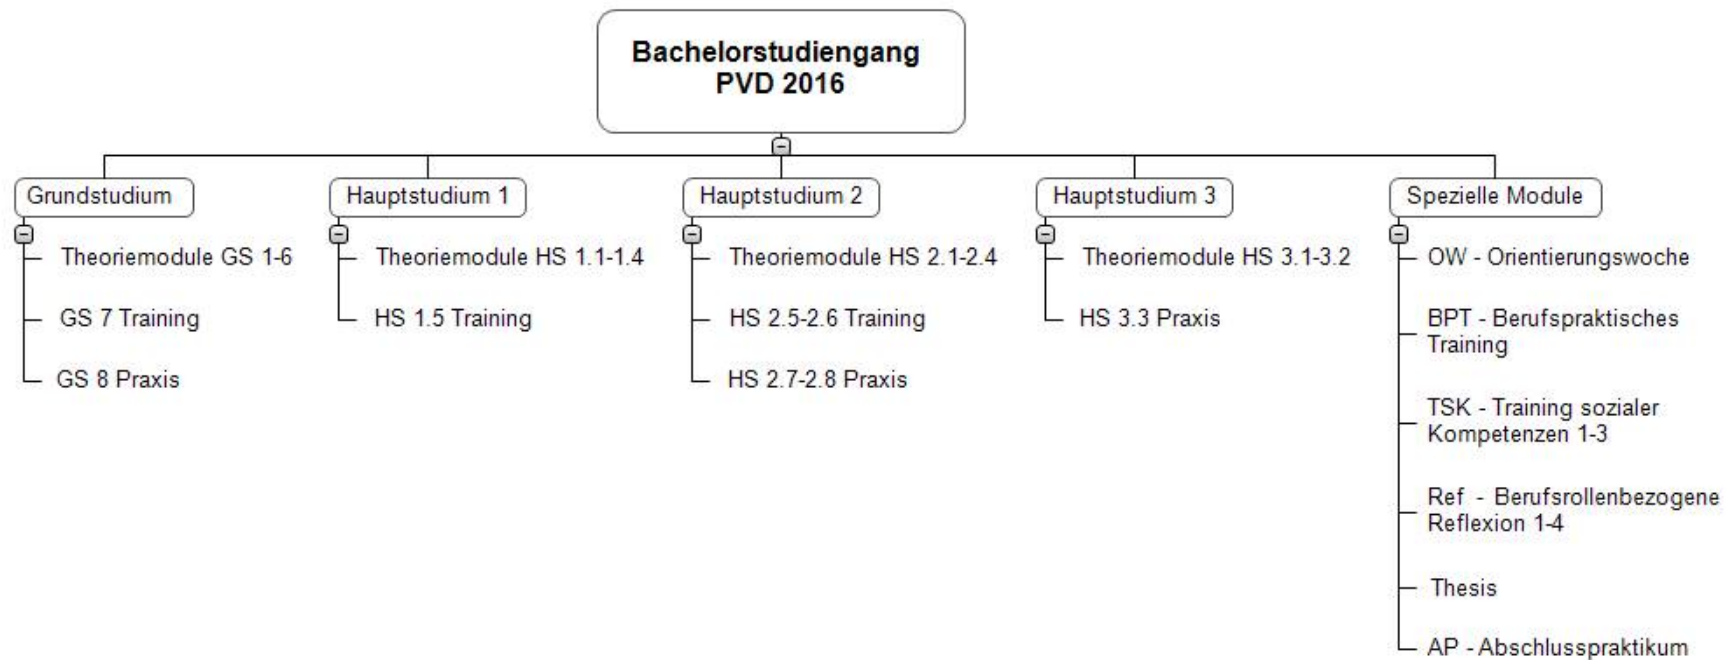 Bachelorstudiengang
PVD 2016
Grundstudium
Theoriemodule GS 1-6
GS 7 Training
GS 8 Praxis
Hauptstudium 1
Theoriemodule HS 1.1-1.4
HS 1.5 Training
Hauptstudium 2
Theoriemodule HS 2.1-2.4
HS 2.5-2.6 Training
HS 2.7-2.8 Praxis
Hauptstudium 3
Theoriemodule HS 3.1-3.2
HS 3.3 Praxis
Spezielle Module
OW - Orientierungswoche
BPT - Berufspraktisches
Training
TSK - Training sozialer
Kompetenzen 1-3
Ref - Berufsrollenbezogene
Reflexion 1-4
Thesis
AP - Abschlusspraktikum